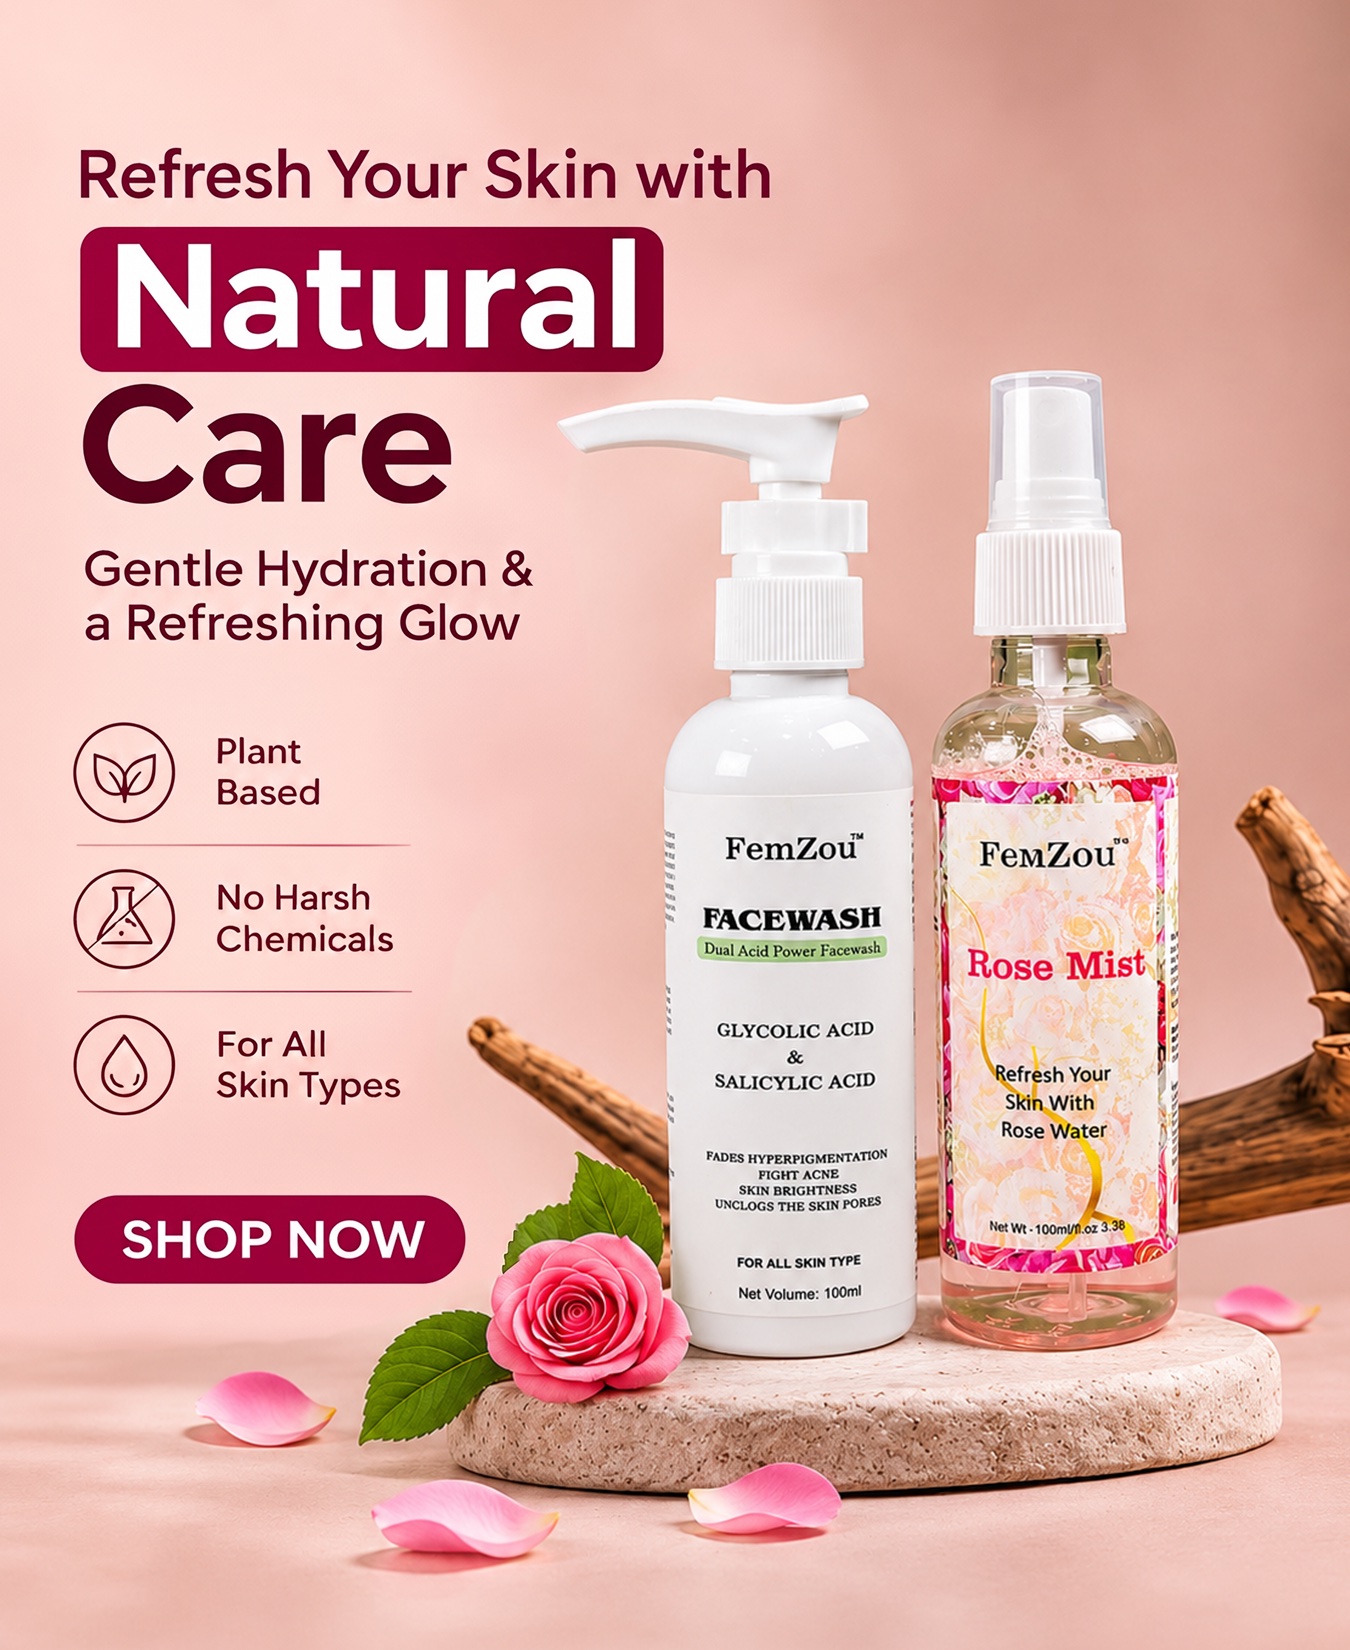 Refresh Your Skin with
Natural
Care
Gentle Hydration &
a Refreshing Glow
Plant
Based
No Harsh
Chemicals
For All
Skin Types
SHOP NOW
FemZou™
FACEWASH
Dual Acid Power Facewash
GLYCOLIC ACID
&
SALICYLIC ACID
FADES HYPERPIGMENTATION
FIGHT ACNE
SKIN BRIGHTNESS
UNCLOGS THE SKIN PORES
FOR ALL SKIN TYPE
Net Volume: 100ml
FEMZOU
Rose Mist
Refresh Your
Skin With
Rose Water
Net Wt - 100ml/fl.oz 3.38